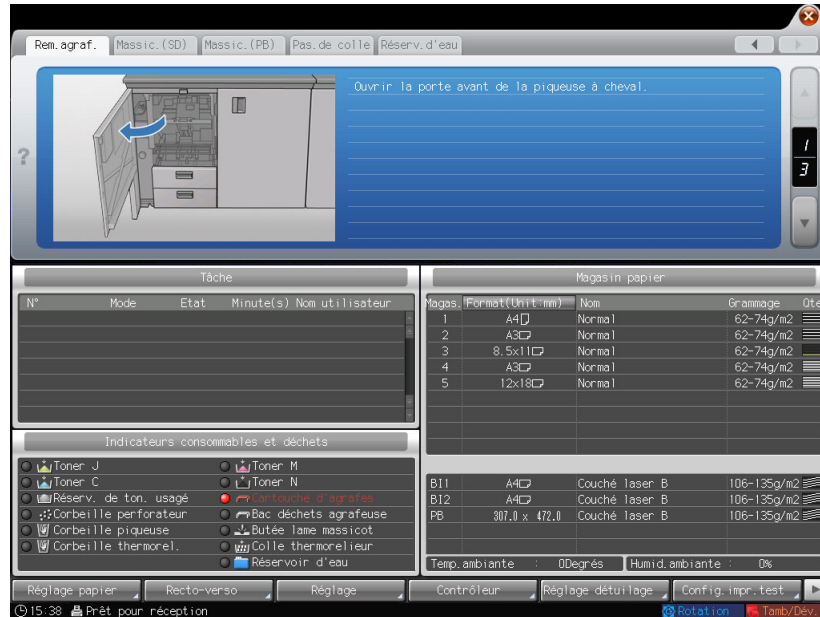 Rem.agraf. Massic.(SD) Massic.(PB) Pas.de colle Réserv.d'eau
Ouvrir la porte avant de la piqueuse à cheval.
?
1
3
Tâche
N° Mode Etat Minute(s) Nom utilisateur
Magasin papier
Magas. Format(Unit:mm) Nom Grammage Qte
1 A4 Normal 62-74g/m2
2 A3 Normal 62-74g/m2
3 8.5x11 Normal 62-74g/m2
4 A3 Normal 62-74g/m2
5 12x18 Normal 62-74g/m2
BI1 A4 Couché laser B 106-135g/m2
BI2 A4 Couché laser B 106-135g/m2
PB 307.0 x 472.0 Couché laser B 106-135g/m2
Temp.ambiante : 0Degrés Humid.ambiante : 0%
Indicateurs consommables et déchets
Toner J Toner M
Toner C Toner N
Réserv. de ton. usagé Cartouche d'agrafes
Corbeille perforateur Bac déchets agrafeuse
Corbeille piqueuse Butée lame massicot
Corbeille thermorel. Colle thermorelieur
Réservoir d'eau
Réglage papier Recto-verso Réglage Contrôleur Réglage détuilage Config.impr.test
15:38 Prêt pour réception Rotation Tamb/Dév.